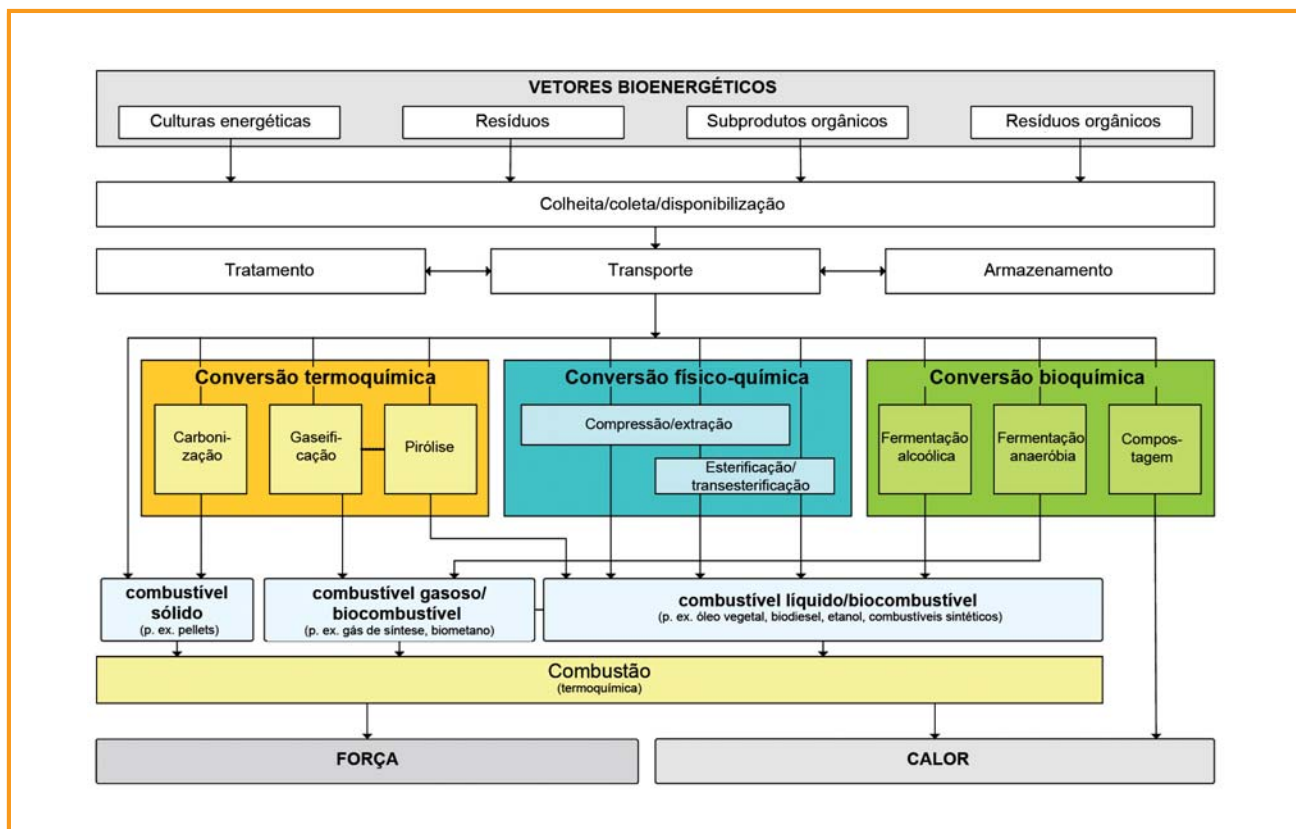 VETORES BIOENERGÉTICOS
Culturas energéticas
Resíduos
Subprodutos orgânicos
Resíduos orgânicos
Colheita/coleta/disponibilização
Tratamento
Transporte
Armazenamento
Conversão termoquímica
Conversão físico-química
Conversão bioquímica
Carboni-
zação
Gaseifi-
cação
Pirólise
Compressão/extração
Esterificação/
transesterificação
Fermentação
alcoólica
Fermentação
anaeróbia
Compos-
tagem
combustível
sólido
(p. ex. pellets)
combustível gasoso/
biocombustível
(p. ex. gás de síntese, biometano)
combustível líquido/biocombustível
(p. ex. óleo vegetal, biodiesel, etanol, combustíveis sintéticos)
Combustão
(termoquímica)
FORÇA
CALOR